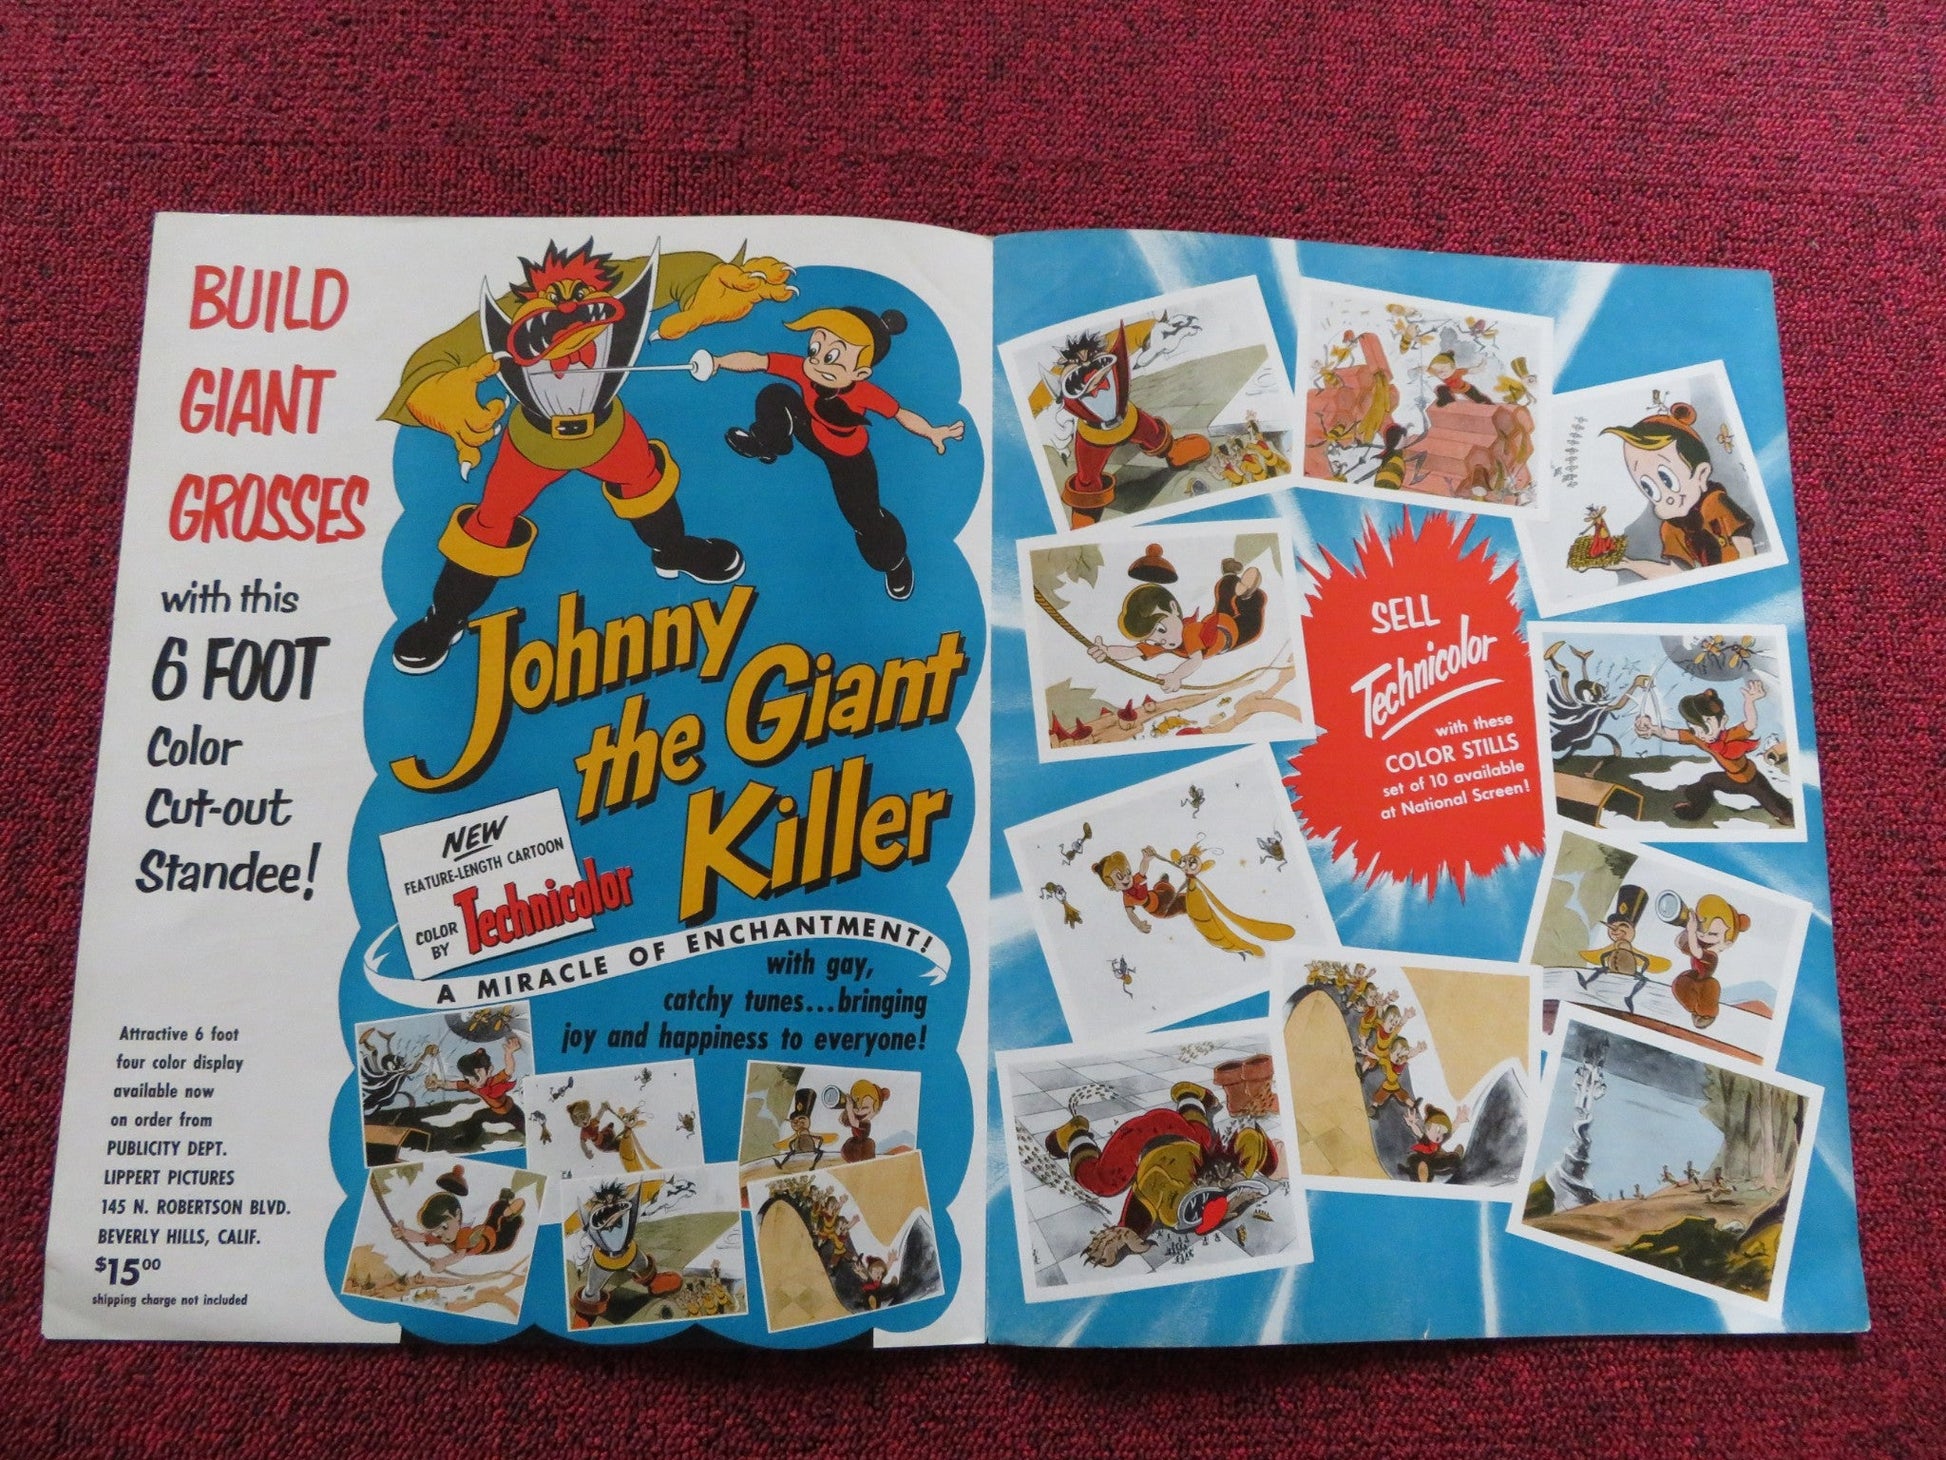 BUILD
GIANT
GROSSES
with this
6 FOOT
Color
Cut-out
Standee!
Attractive 6 foot
four color display
available now
on order from
PUBLICITY DEPT.
LIPPERT PICTURES
145 N. ROBERTSON BLVD.
BEVERLY HILLS, CALIF.
$15.00
shipping charge not included
Johnny
the Giant
Killer
NEW
FEATURE-LENGTH CARTOON
COLOR BY Technicolor
A MIRACLE OF ENCHANTMENT!
with gay,
catchy tunes...bringing
joy and happiness to everyone!
SELL
Technicolor
with these
COLOR STILLS
set of 10 available
at National Screen!